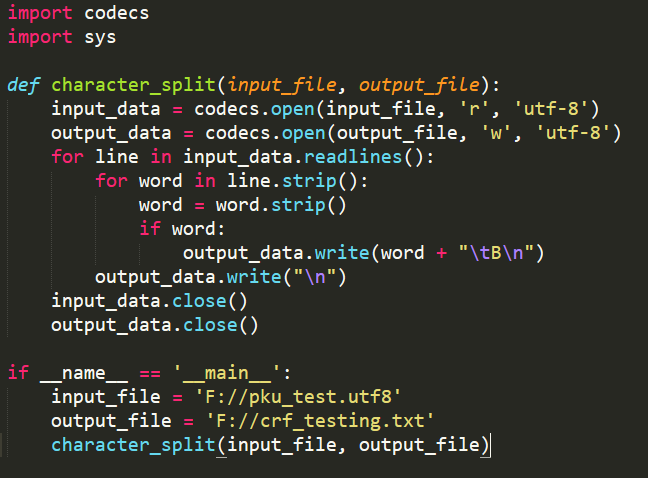 import codecs
import sys

def character_split(input_file, output_file):
    input_data = codecs.open(input_file, 'r', 'utf-8')
    output_data = codecs.open(output_file, 'w', 'utf-8')
    for line in input_data.readlines():
        for word in line.strip():
            word = word.strip()
            if word:
                output_data.write(word + "\tB\n")
        output_data.write("\n")
    input_data.close()
    output_data.close()

if __name__ == '__main__':
    input_file = 'F://pku_test.utf8'
    output_file = 'F://crf_testing.txt'
    character_split(input_file, output_file)